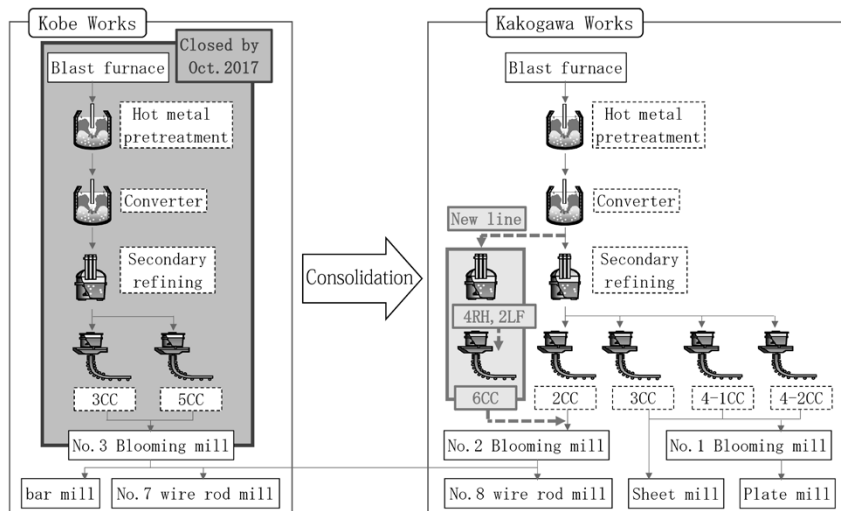 Kobe Works
Closed by
Oct.2017
Blast furnace
Hot metal
pretreatment
Converter
Secondary
refining
3CC
5CC
No.3 Blooming mill
bar mill
No.7 wire rod mill
Consolidation
Kakogawa Works
Blast furnace
Hot metal
pretreatment
Converter
New line
Secondary
refining
4RH,2LF
6CC
2CC
3CC
4-1CC
4-2CC
No.2 Blooming mill
No.1 Blooming mill
No.8 wire rod mill
Sheet mill
Plate mill